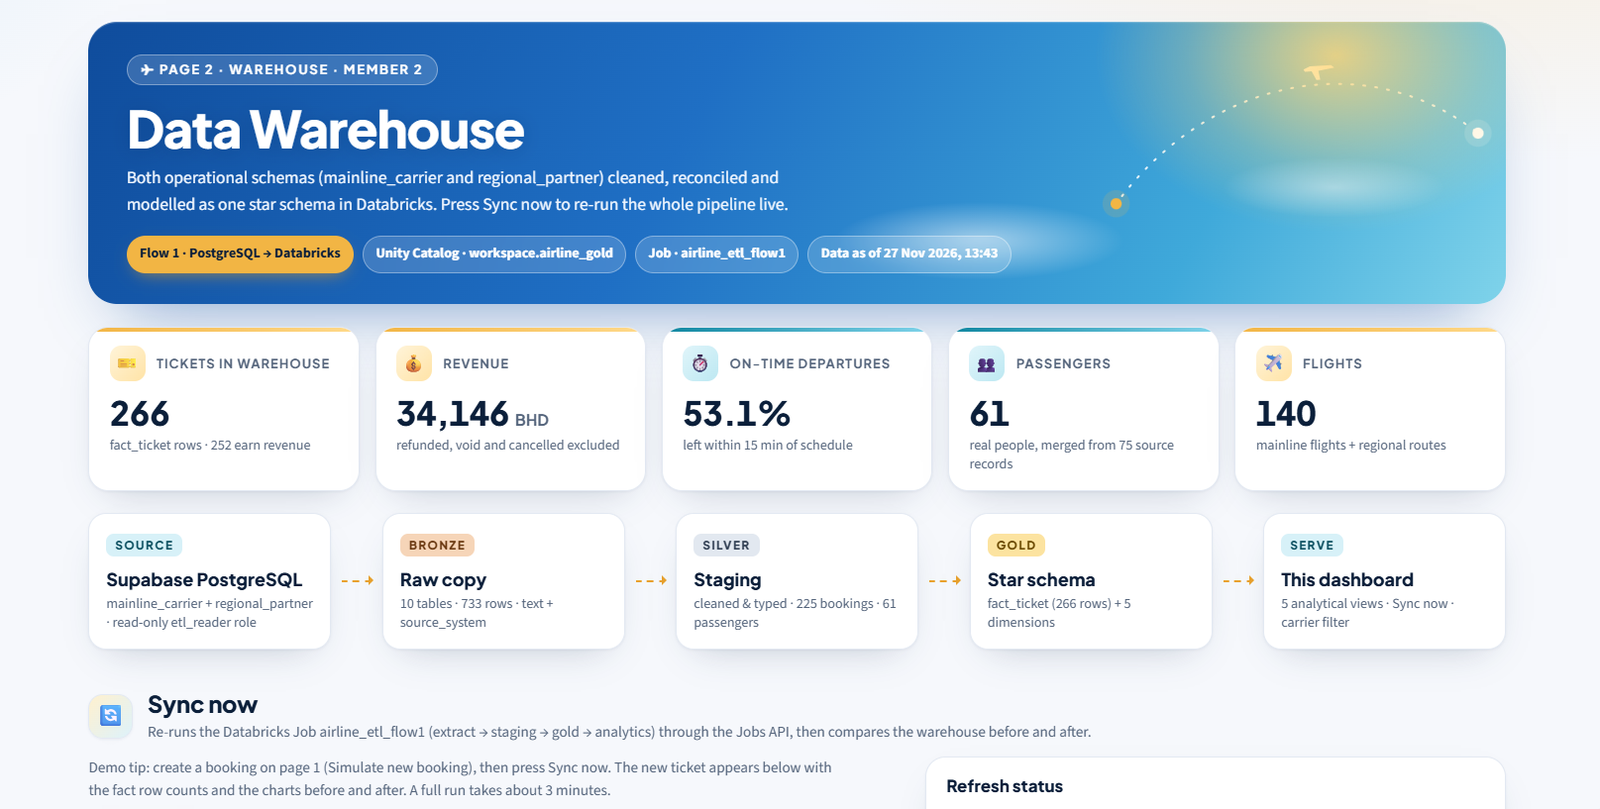 ✈ PAGE 2 · WAREHOUSE · MEMBER 2
Data Warehouse
Both operational schemas (mainline_carrier and regional_partner) cleaned, reconciled and
modelled as one star schema in Databricks. Press Sync now to re-run the whole pipeline live.
Flow 1 · PostgreSQL → Databricks
Unity Catalog · workspace.airline_gold
Job · airline_etl_flow1
Data as of 27 Nov 2026, 13:43
TICKETS IN WAREHOUSE
266
fact_ticket rows · 252 earn revenue
REVENUE
34,146 BHD
refunded, void and cancelled excluded
ON-TIME DEPARTURES
53.1%
left within 15 min of schedule
PASSENGERS
61
real people, merged from 75 source
records
FLIGHTS
140
mainline flights + regional routes
SOURCE
Supabase PostgreSQL
mainline_carrier + regional_partner
· read-only etl_reader role
BRONZE
Raw copy
10 tables · 733 rows · text +
source_system
SILVER
Staging
cleaned & typed · 225 bookings · 61
passengers
GOLD
Star schema
fact_ticket (266 rows) + 5
dimensions
SERVE
This dashboard
5 analytical views · Sync now ·
carrier filter
Sync now
Re-runs the Databricks Job airline_etl_flow1 (extract → staging → gold → analytics) through the Jobs API, then compares the warehouse before and after.
Demo tip: create a booking on page 1 (Simulate new booking), then press Sync now. The new ticket appears below with
the fact row counts and the charts before and after. A full run takes about 3 minutes.
Refresh status